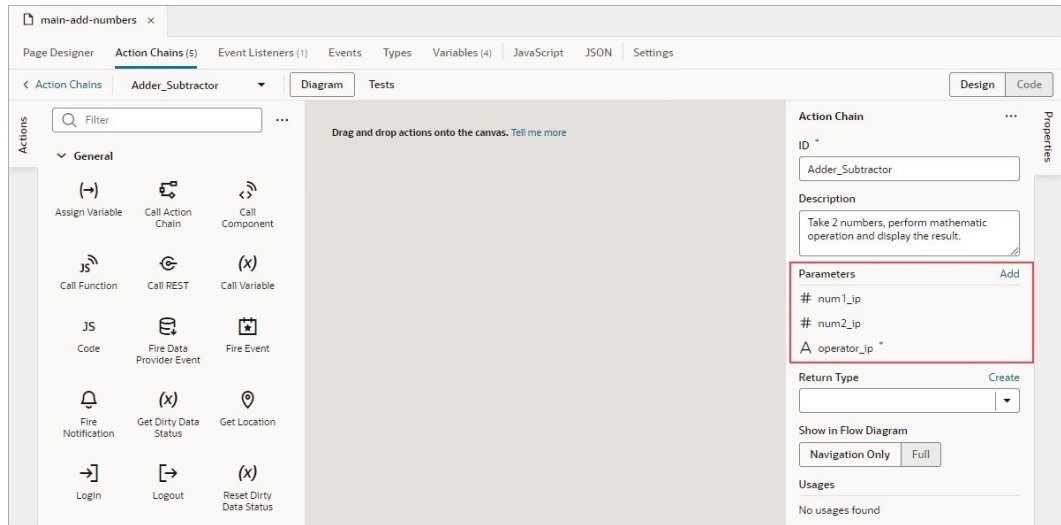 main-add-numbers ×
Page Designer Action Chains (5) Event Listeners (1) Events Types Variables (4) JavaScript JSON Settings
Action Chains Adder_Subtractor Diagram Tests Design Code
Actions
Filter ...
General
(→) Assign Variable
Call Action
Chain
Call
Component
JS Call Function
Call REST
(x) Call Variable
JS
Code
Fire Data
Provider Event
Fire Event
Fire
Notification
(x)
Get Dirty Data
Status
Get Location
Login
Logout
(x)
Reset Dirty
Data Status
Drag and drop actions onto the canvas. Tell me more
Action Chain ...
ID *
Adder_Subtractor
Description
Take 2 numbers, perform mathematic
operation and display the result.
Parameters Add
# num1_ip
# num2_ip
A operator_ip *
Return Type Create
Show in Flow Diagram
Navigation Only Full
Usages
No usages found
Properties